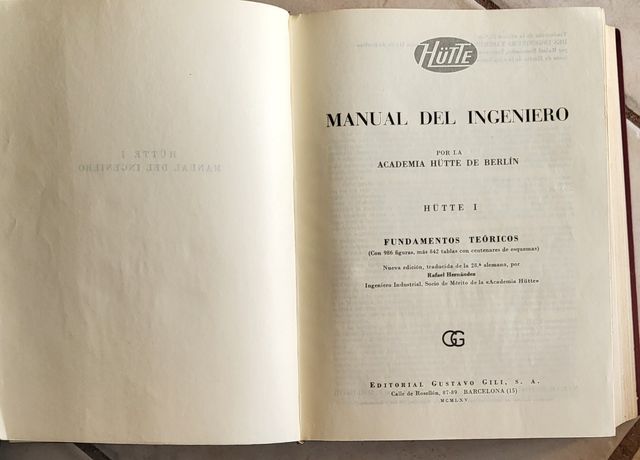 HÜTTE
MANUAL DEL INGENIERO
POR LA
ACADEMIA HÜTTE DE BERLÍN
HÜTTE I
FUNDAMENTOS TEÓRICOS
(Con 986 figuras, más 642 tablas con centenares de esquemas)
Nueva edición, traducida de la 28.ª alemana, por
Rafael Hernández
Ingeniero Industrial, Socio de Mérito de la «Academia Hütte»
GG
EDITORIAL GUSTAVO GILI, S. A.
Calle de Rosellón, 87-89 BARCELONA (15)
MCMLXV
HÜTTE I
MANUAL DEL INGENIERO